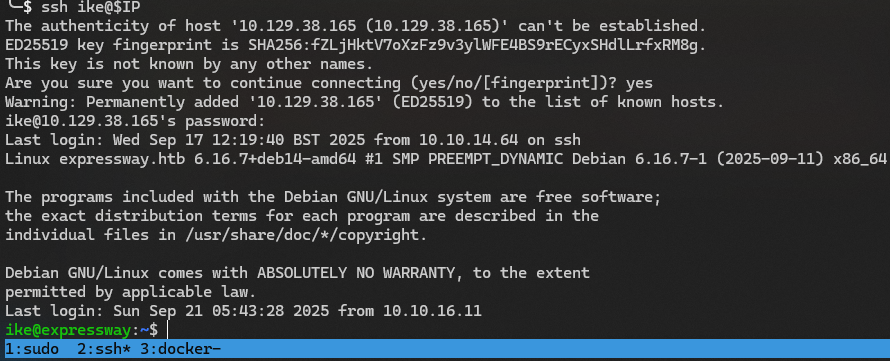 └─$ ssh ike@$IP
The authenticity of host '10.129.38.165 (10.129.38.165)' can't be established.
ED25519 key fingerprint is SHA256:fZLjHktV7oXzFz9v3ylWFE4BS9rECyxSHdlLrfxRM8g.
This key is not known by any other names.
Are you sure you want to continue connecting (yes/no/[fingerprint])? yes
Warning: Permanently added '10.129.38.165' (ED25519) to the list of known hosts.
ike@10.129.38.165's password:
Last login: Wed Sep 17 12:19:40 BST 2025 from 10.10.14.64 on ssh
Linux expressway.htb 6.16.7+deb14-amd64 #1 SMP PREEMPT_DYNAMIC Debian 6.16.7-1 (2025-09-11) x86_64
The programs included with the Debian GNU/Linux system are free software;
the exact distribution terms for each program are described in the
individual files in /usr/share/doc/*/copyright.
Debian GNU/Linux comes with ABSOLUTELY NO WARRANTY, to the extent
permitted by applicable law.
Last login: Sun Sep 21 05:43:28 2025 from 10.10.16.11
ike@expressway:~$
1:sudo  2:ssh* 3:docker-